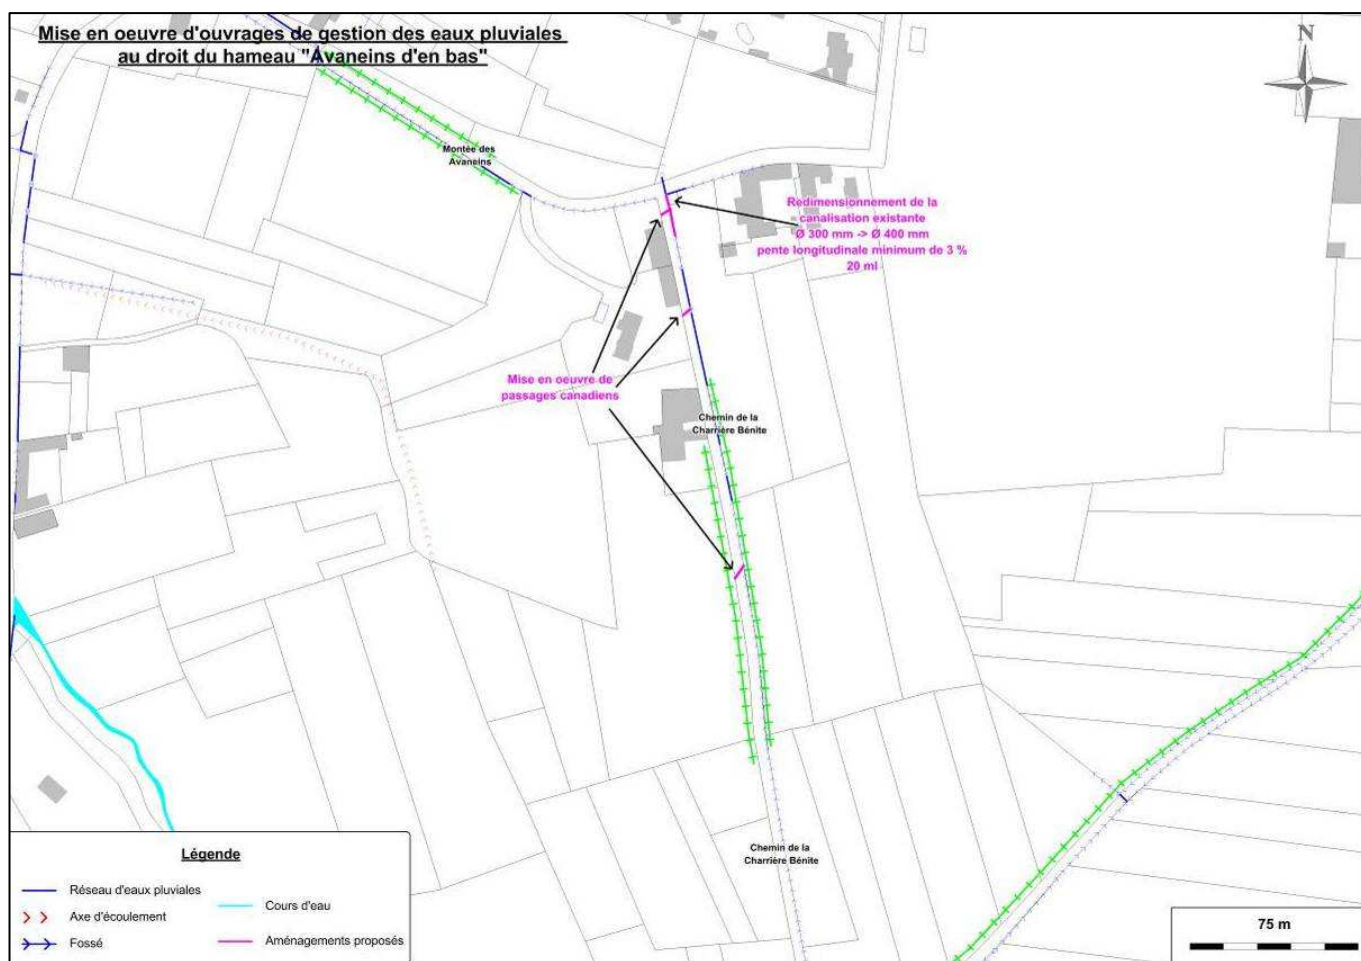 Mise en oeuvre d'ouvrages de gestion des eaux pluviales
au droit du hameau "Avaneins d'en bas"
N
Montée des
Avaneins
Redimensionnement de la
canalisation existante
Ø 300 mm -> Ø 400 mm
pente longitudinale minimum de 3 %
20 ml
Mise en oeuvre de
passages canadiens
Chemin de la
Charrière Bénite
Chemin de la
Charrière Bénite
Légende
Réseau d'eaux pluviales
Axe d'écoulement
Fossé
Cours d'eau
Aménagements proposés
75 m